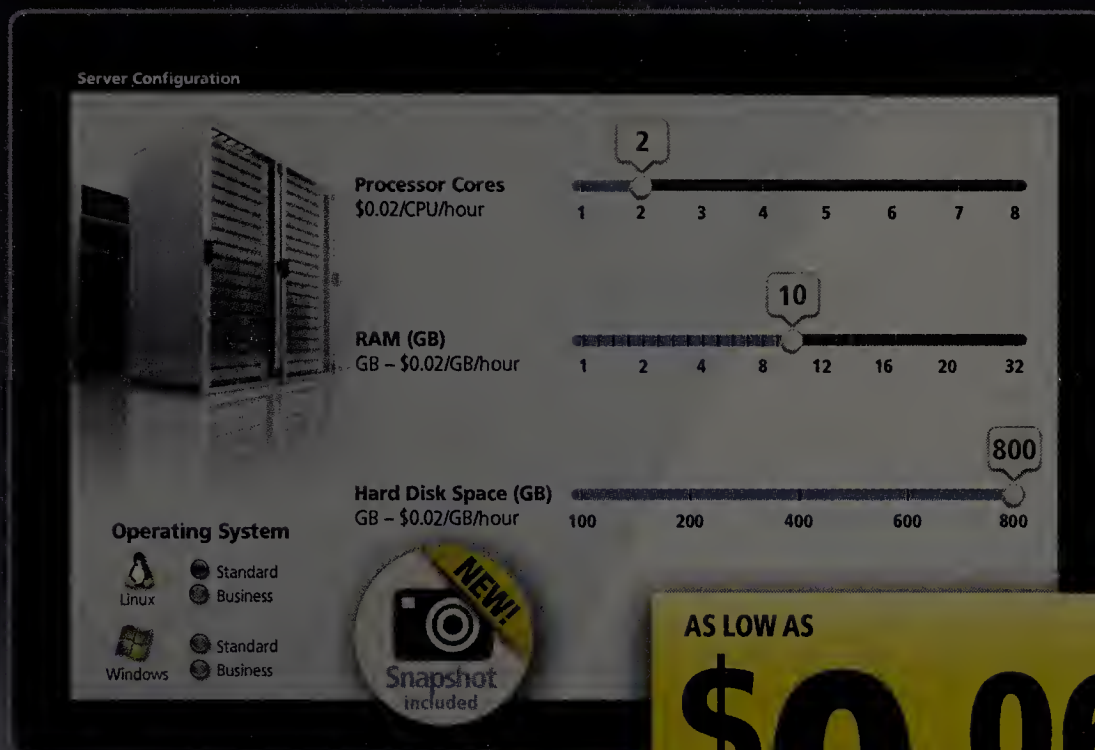 Server Configuration
2
Processor Cores
$0.02/CPU/hour
1 2 3 4 5 6 7 8
10
RAM (GB)
GB – $0.02/GB/hour
1 2 4 8 12 16 20 32
800
Hard Disk Space (GB)
GB – $0.02/GB/hour
100 200 400 600 800
Operating System
Linux
Standard
Business
Windows
Standard
Business
NEW!
Snapshot
included
AS LOW AS
$0.06